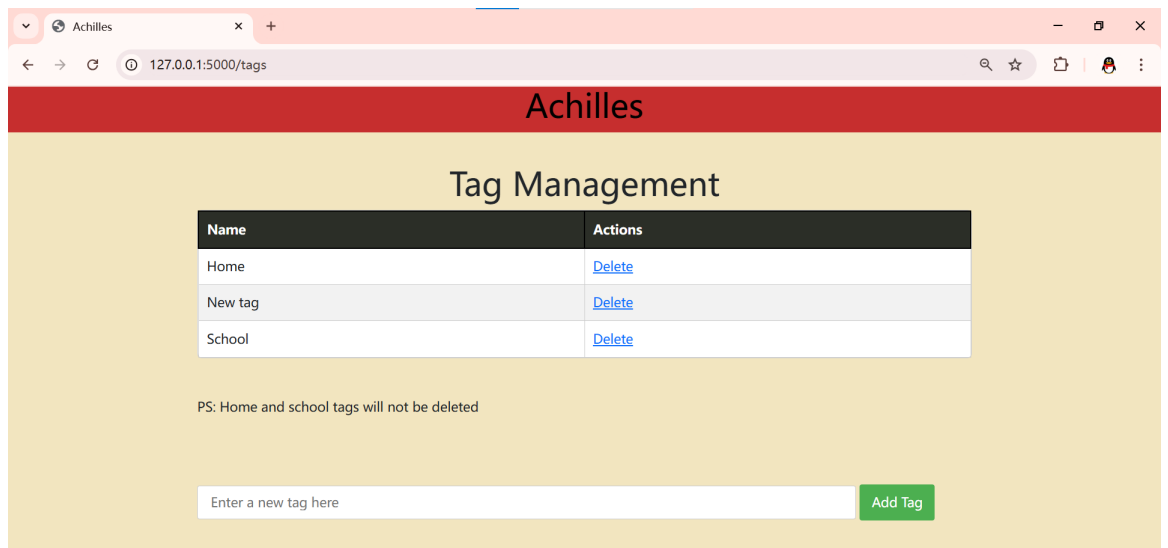 Achilles
127.0.0.1:5000/tags
Achilles
Tag Management
Name Actions
Home Delete
New tag Delete
School Delete
PS: Home and school tags will not be deleted
Enter a new tag here Add Tag